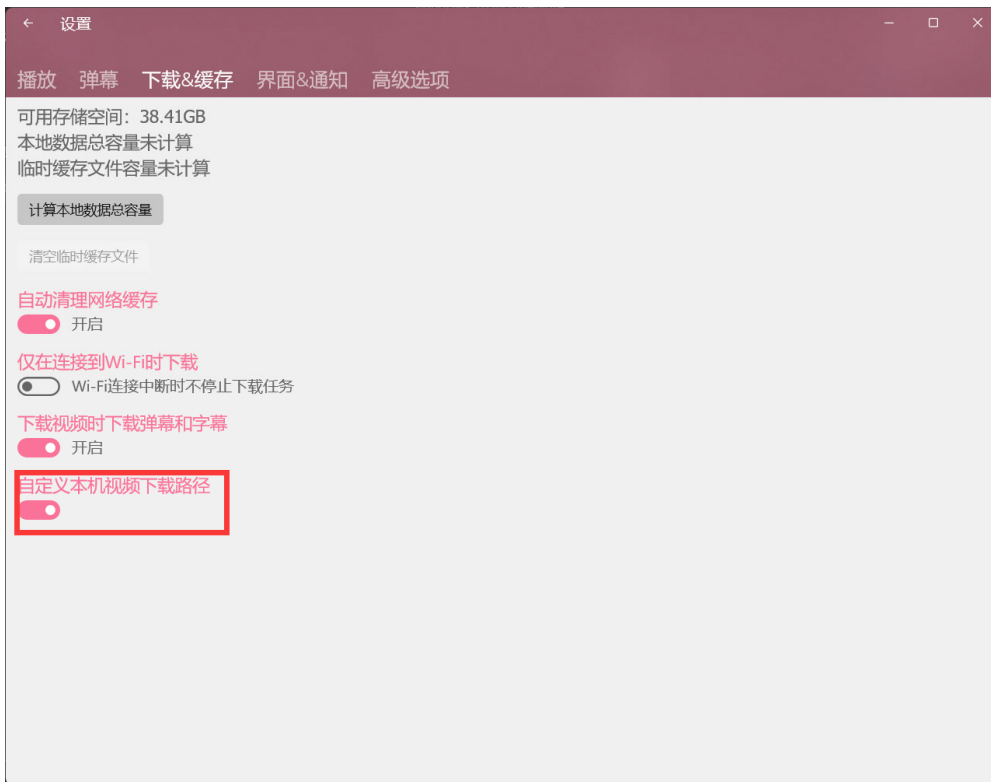 设置
播放 弹幕 下载&缓存 界面&通知 高级选项
可用存储空间：38.41GB
本地数据总容量未计算
临时缓存文件容量未计算
计算本地数据总容量
清空临时缓存文件
自动清理网络缓存
开启
仅在连接到Wi-Fi时下载
Wi-Fi连接中断时不停止下载任务
下载视频时下载弹幕和字幕
开启
自定义本机视频下载路径